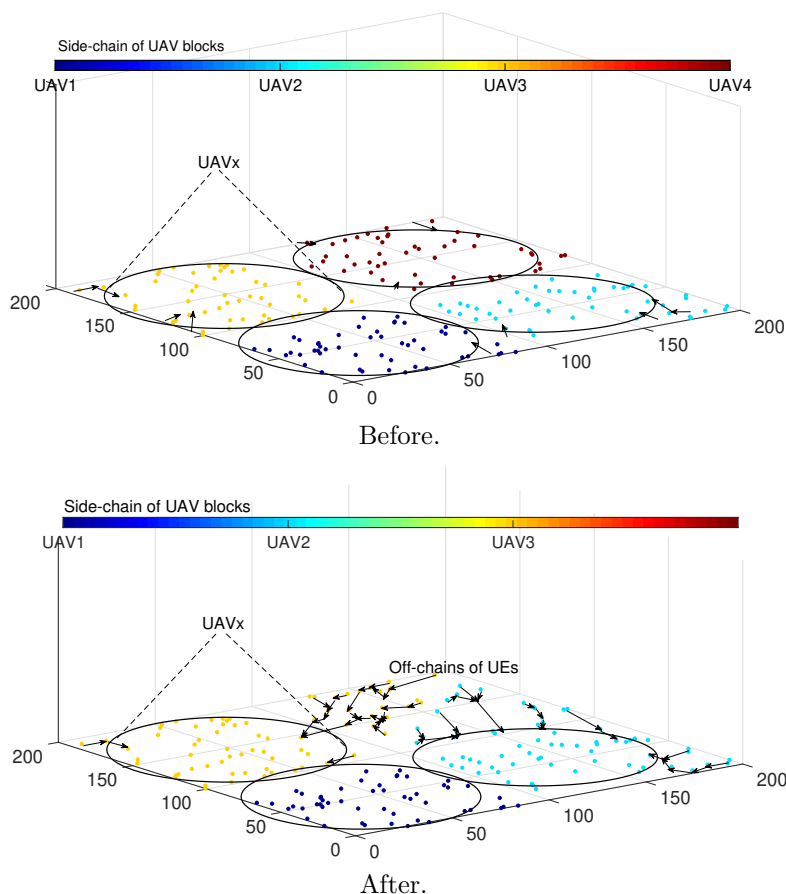 Side-chain of UAV blocks
UAV1 UAV2 UAV3 UAV4
UAVx
200
150
100
50
0
0
50
100
150
200
Before.
Side-chain of UAV blocks
UAV1 UAV2 UAV3
UAVx
Off-chains of UEs
200
150
100
50
0
0
50
100
150
200
After.